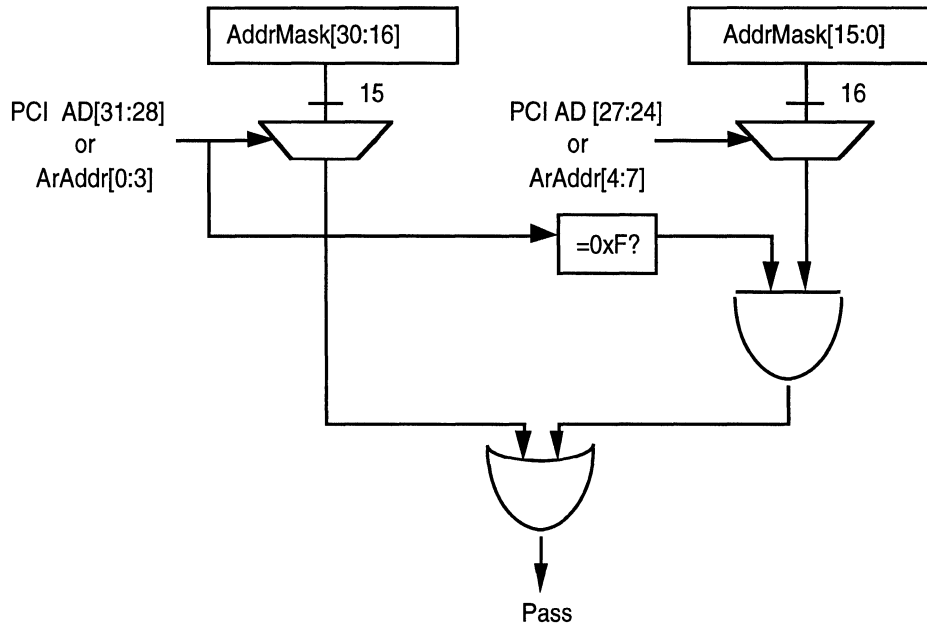 AddrMask[30:16]
AddrMask[15:0]
15
16
PCI AD[31:28]
or
ArAddr[0:3]
PCI AD [27:24]
or
ArAddr[4:7]
=0xF?
Pass